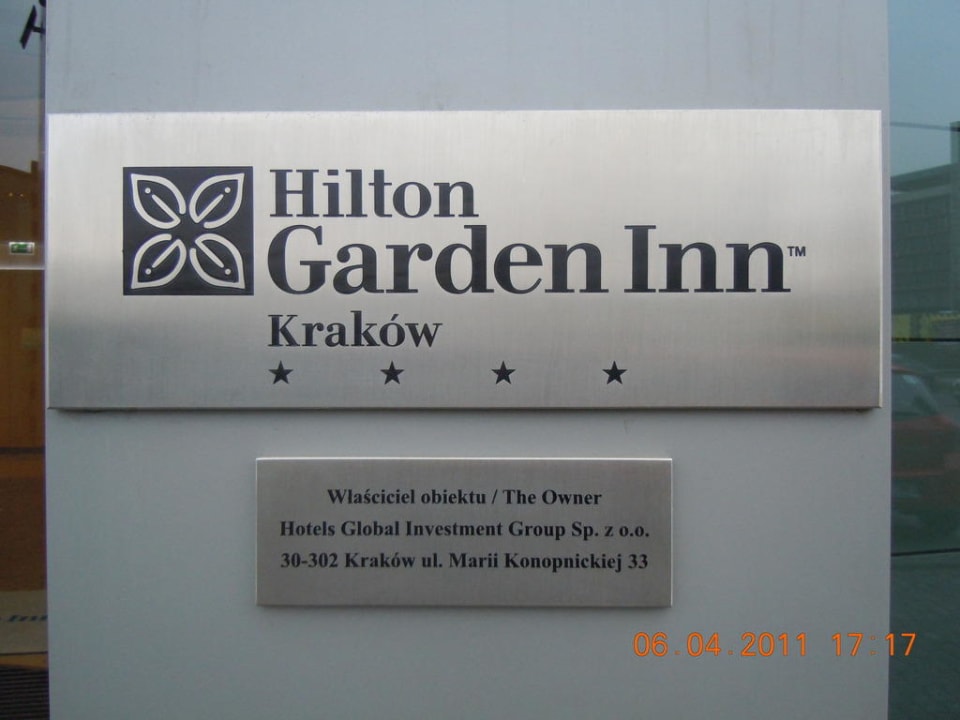 Hilton
Garden Inn™
Kraków
★ ★ ★ ★
Właściciel obiektu / The Owner
Hotels Global Investment Group Sp. z o.o.
30-302 Kraków ul. Marii Konopnickiej 33
06.04.2011 17:17